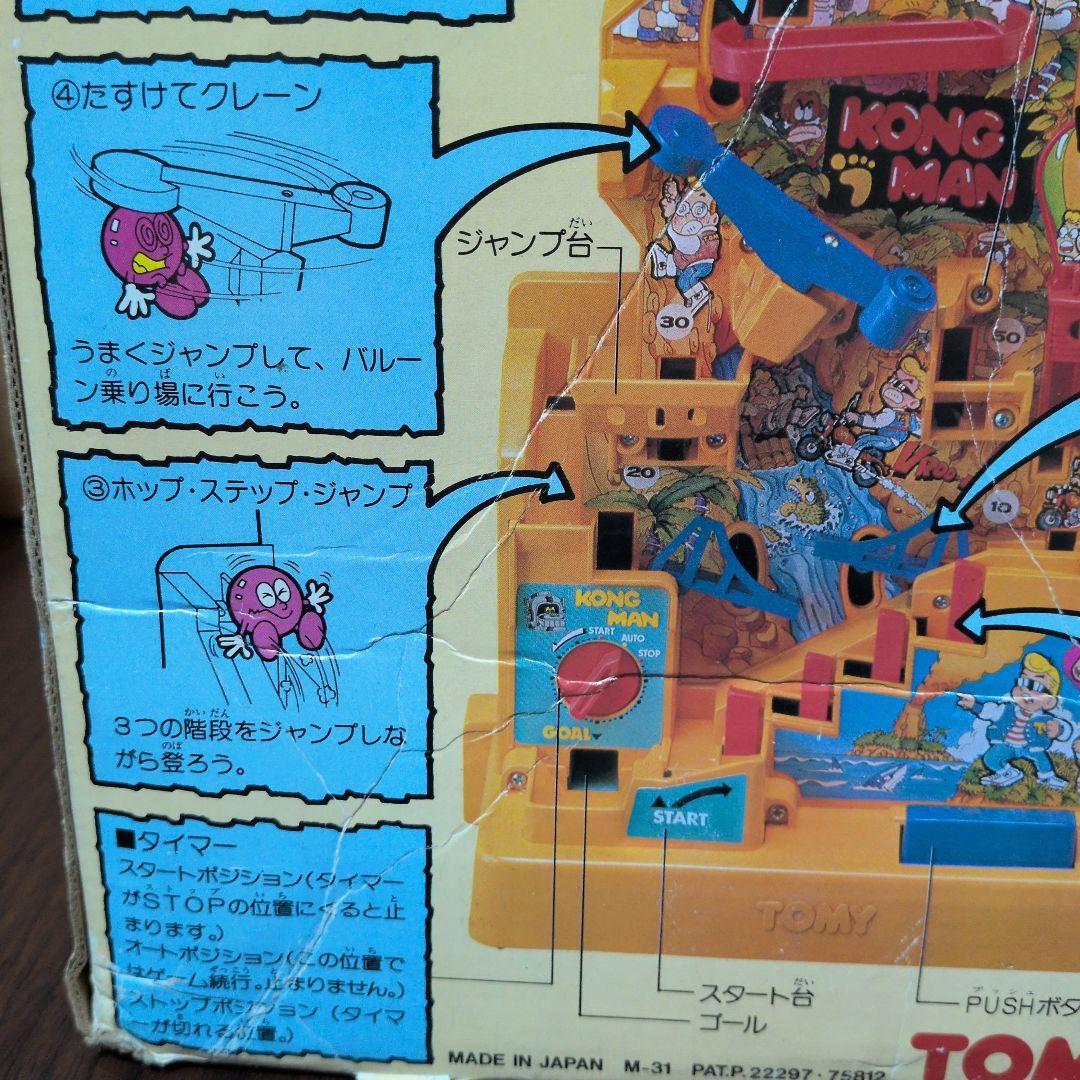 ④たすけてクレーン
うまくジャンプして、バルー
ン乗り場に行こう。
③ホップ・ステップ・ジャンプ
3つの階段をジャンプしな
がら登ろう。
■タイマー
スタートポジション(タイマー
がSTOPの位置にくると止
まります。)
オートポジション(この位置で
はゲーム続行。止まりません。)
ストップポジション(タイマ
ーが切れる位置。)
ジャンプ台
KONG
MAN
30
50
20
10
VROO
KONG
MAN
START
AUTO
STOP
GOAL
START
TOMY
スタート台
ゴール
PUSHボタ
MADE IN JAPAN M-31 PAT.P.22297・75812
TOM